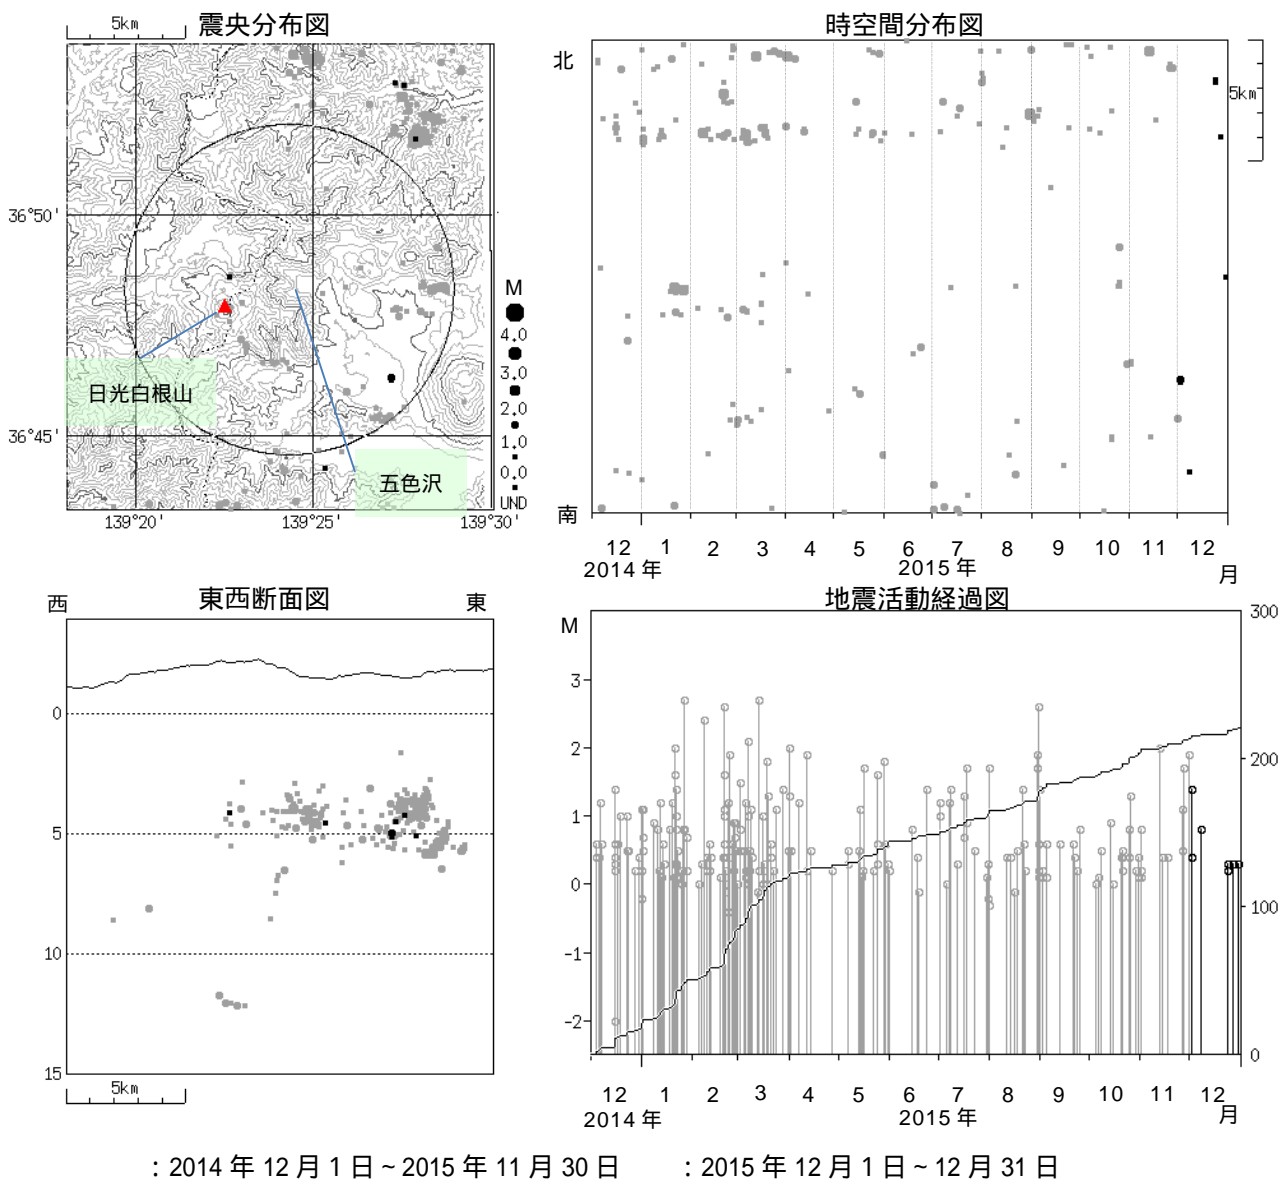 震央分布図
5km
36°50'
36°45'
139°20'
139°25'
139°30'
日光白根山
五色沢
M
4.0
3.0
2.0
1.0
0.0
UND
時空間分布図
北
南
5km
12 1 2 3 4 5 6 7 8 9 10 11 12
2014 年 2015 年
月
東西断面図
西 東
0
5
10
15
5km
地震活動経過図
M
3
2
1
0
-1
-2
300
200
100
0
12 1 2 3 4 5 6 7 8 9 10 11 12
2014 年 2015 年
月
：2014 年 12 月 1 日～2015 年 11 月 30 日 ：2015 年 12 月 1 日～12 月 31 日